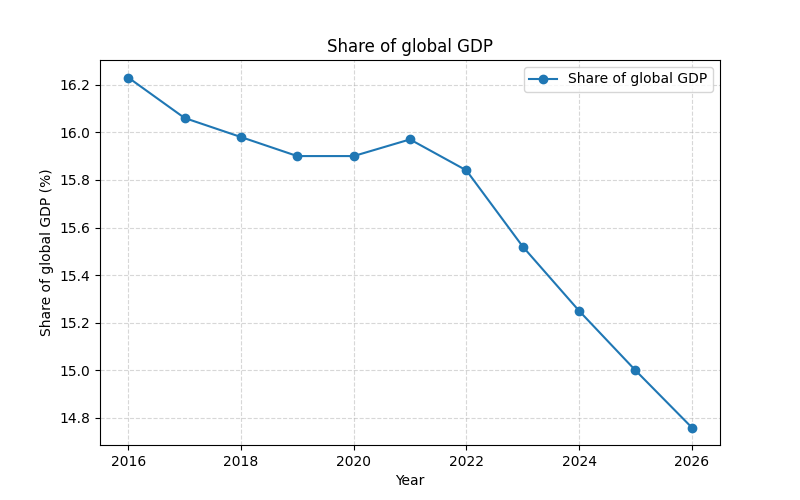 Share of global GDP
Share of global GDP
Share of global GDP (%)
16.2
16.0
15.8
15.6
15.4
15.2
15.0
14.8
2016 2018 2020 2022 2024 2026
Year